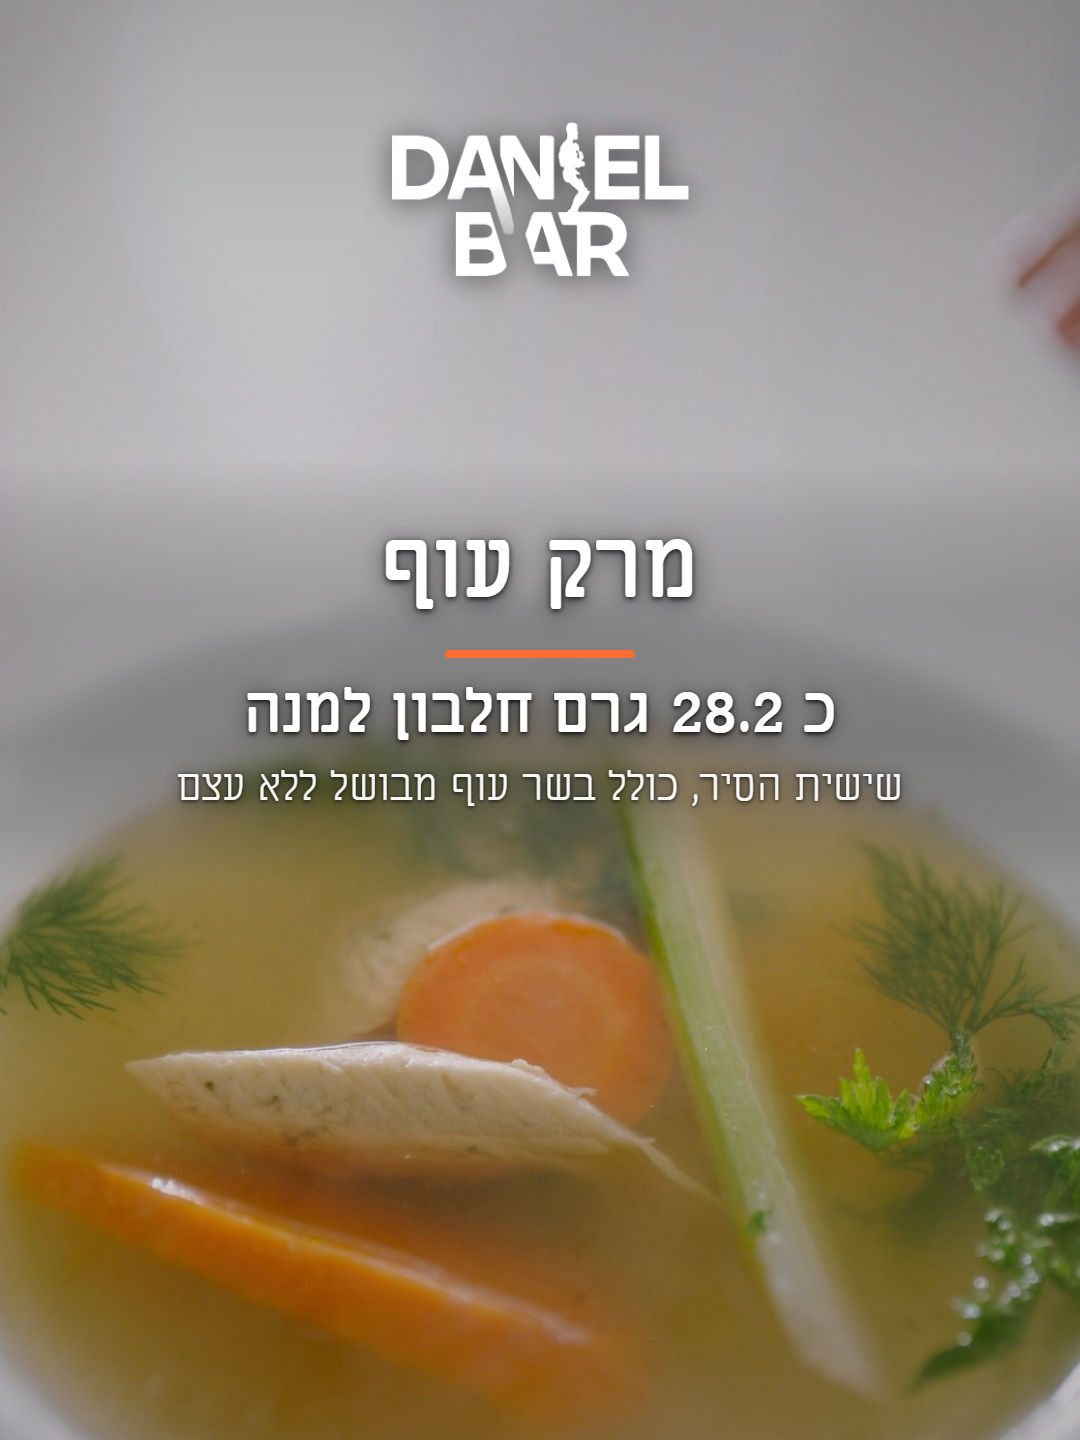 DANIEL
BAR
מרק עוף
כ 28.2 גרם חלבון למנה
שישית הסיר, כולל בשר עוף מבושל ללא עצם